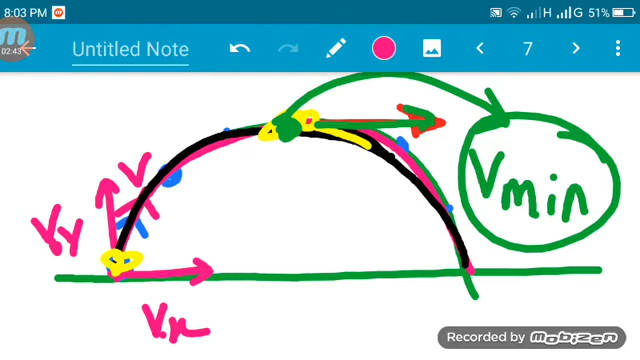 8:03 PM
H
G
51%
02:43
Untitled Note
7
V
Vmin
Vy
Vx
Recorded by mobizen